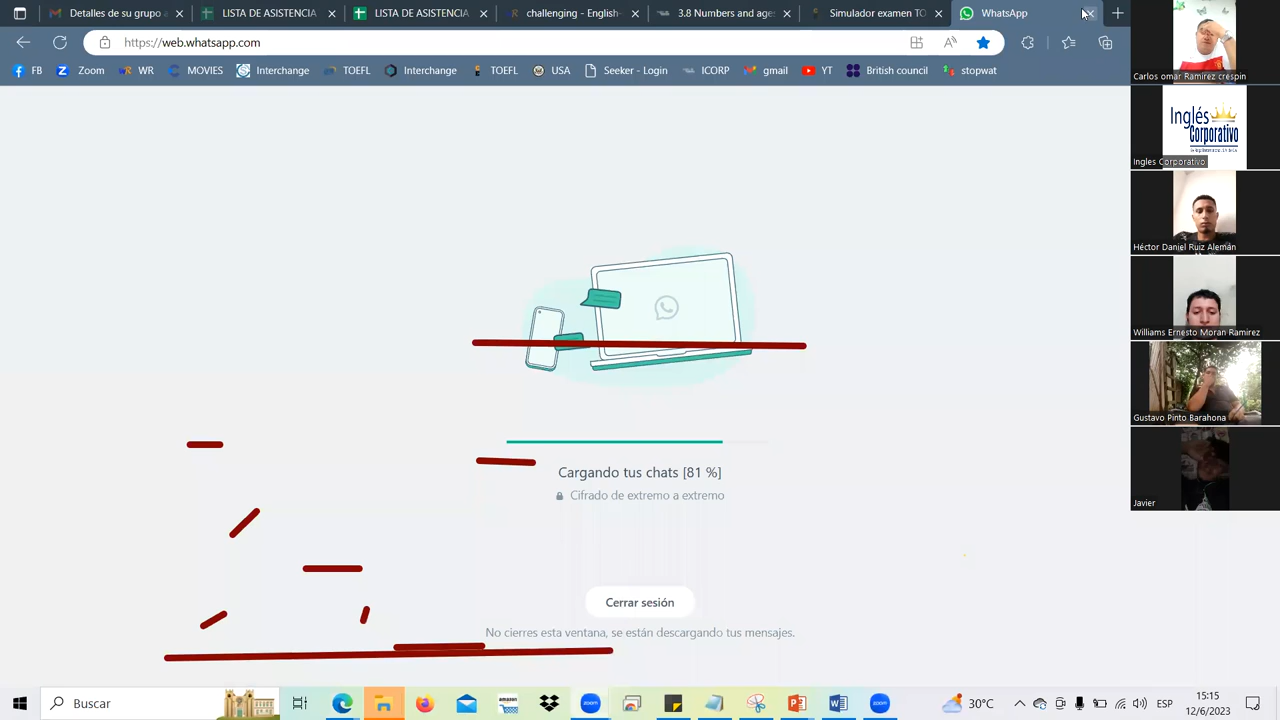 Detalles de su grupo a
LISTA DE ASISTENCIA
LISTA DE ASISTENCIA
challenging - English-
3.8 Numbers and ages
Simulador examen TO
WhatsApp
https://web.whatsapp.com
FB
Zoom
WR
MOVIES
Interchange
TOEFL
Interchange
TOEFL
USA
Seeker - Login
ICORP
gmail
YT
British council
stopwat
Carlos omar Ramirez crespin
Inglés
Corporativo
Ingles Corporativo
Héctor Daniel Ruiz Alemán
Williams Ernesto Moran Ramirez
Gustavo Pinto Barahona
Javier
Cargando tus chats [81 %]
Cifrado de extremo a extremo
Cerrar sesión
No cierres esta ventana, se están descargando tus mensajes.
Buscar
amazon
zoom
zoom
30°C
ESP
15:15
12/6/2023